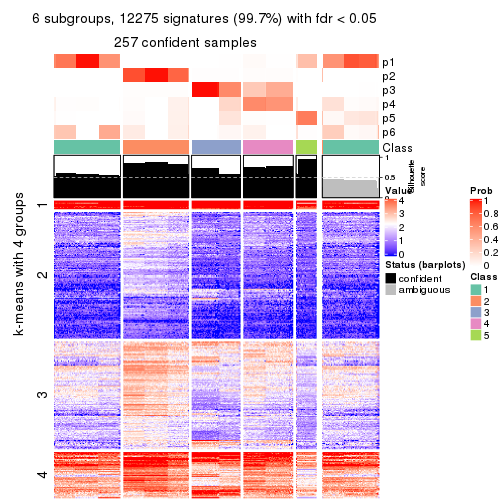 6 subgroups, 12275 signatures (99.7%) with fdr < 0.05
257 confident samples
p1
p2
p3
p4
p5
p6
Class
1
0.5
0
Silhouette
score
k-means with 4 groups
1
2
3
4
Value
4
3
2
1
0
Status (barplots)
confident
ambiguous
Prob
1
0.8
0.6
0.4
0.2
0
Class
1
2
3
4
5